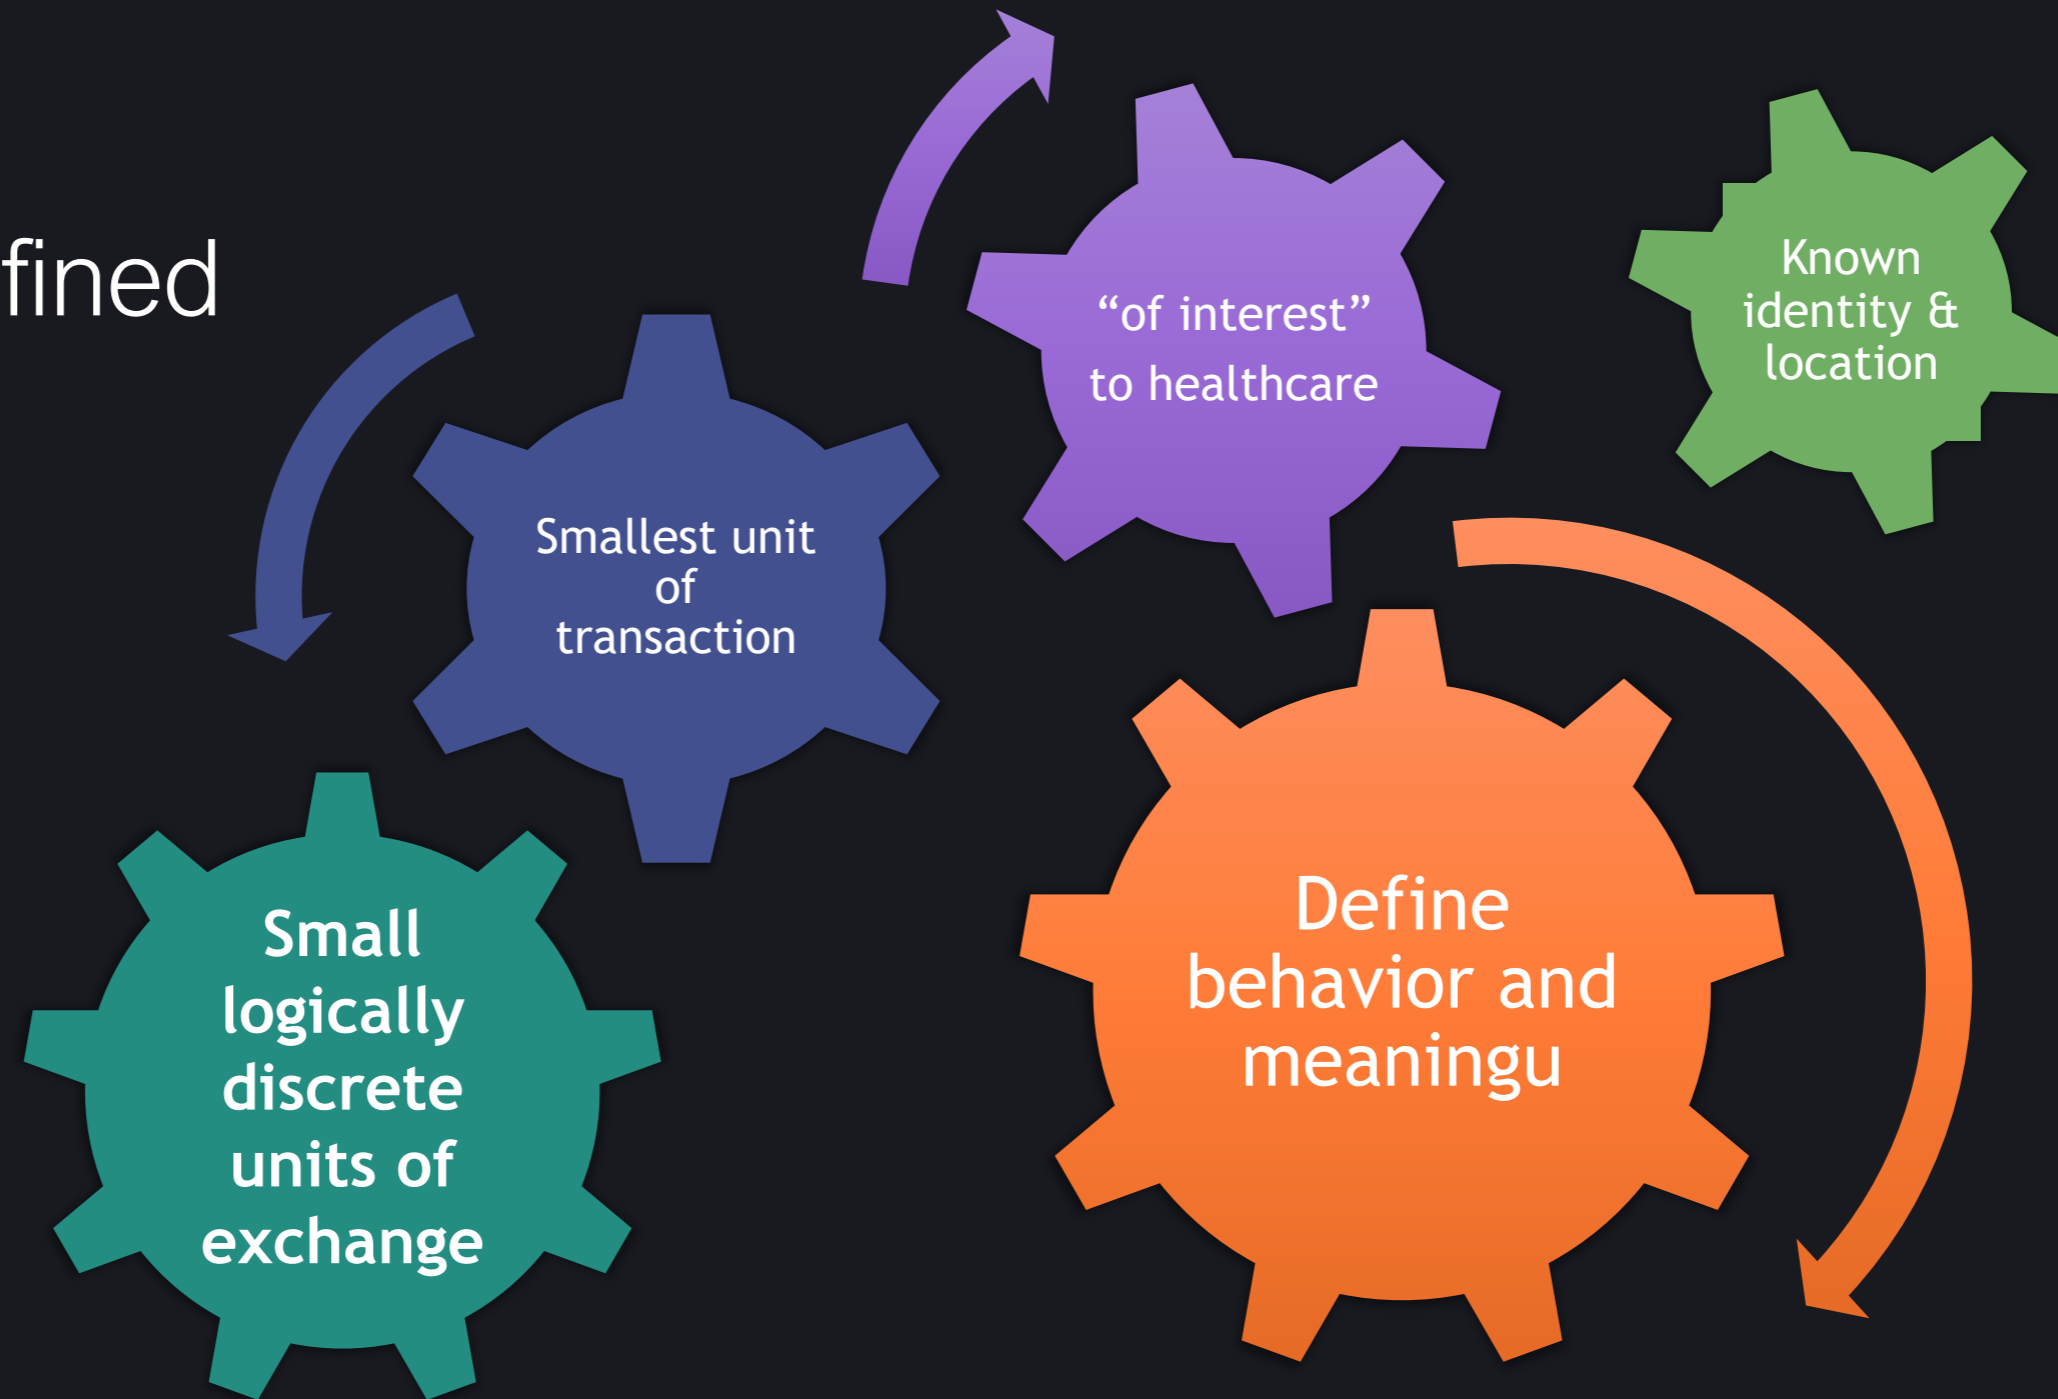 fined
Smallest unit
of
transaction
“of interest”
to healthcare
Known
identity &
location
Small
logically
discrete
units of
exchange
Define
behavior and
meaningu